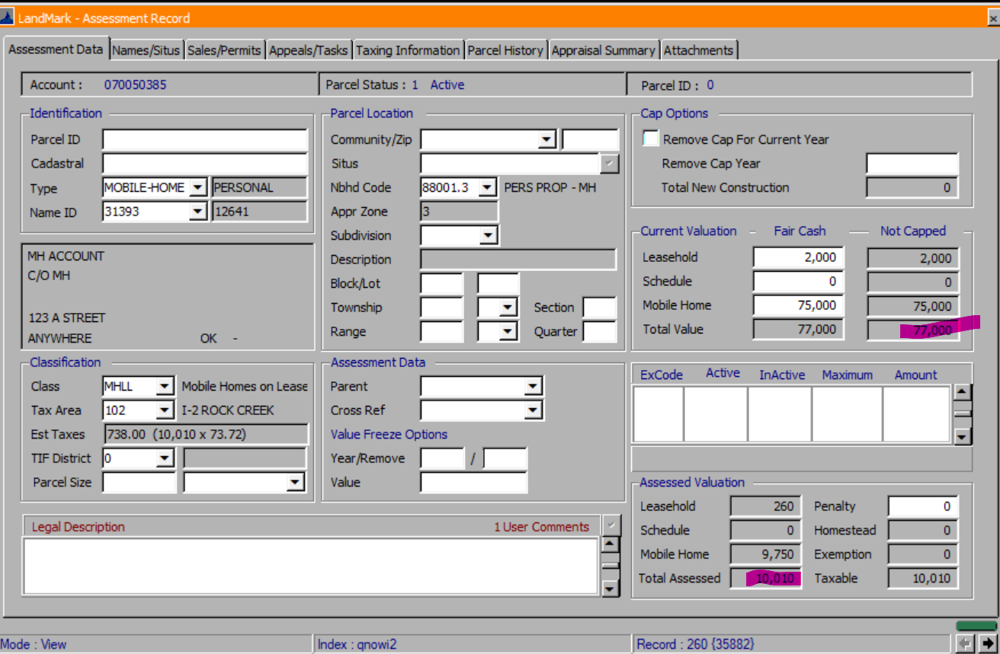 LandMark - Assessment Record
Assessment Data Names/Situs Sales/Permits Appeals/Tasks Taxing Information Parcel History Appraisal Summary Attachments
Account : 070050385 Parcel Status : 1 Active Parcel ID : 0
Identification
Parcel ID
Cadastral
Type MOBILE-HOME PERSONAL
Name ID 31393 12641
MH ACCOUNT
C/O MH
123 A STREET
ANYWHERE OK -
Classification
Class MHLL Mobile Homes on Lease
Tax Area 102 I-2 ROCK CREEK
Est Taxes 738.00 (10,010 x 73.72)
TIF District 0
Parcel Size
Parcel Location
Community/Zip
Situs
Nbhd Code 88001.3 PERS PROP - MH
Appr Zone 3
Subdivision
Description
Block/Lot
Township Section
Range Quarter
Assessment Data
Parent
Cross Ref
Value Freeze Options
Year/Remove /
Value
Cap Options
Remove Cap For Current Year
Remove Cap Year
Total New Construction 0
Current Valuation - Fair Cash Not Capped
Leasehold 2,000 2,000
Schedule 0 0
Mobile Home 75,000 75,000
Total Value 77,000 77,000
ExCode Active InActive Maximum Amount
Assessed Valuation
Leasehold 260 Penalty 0
Schedule 0 Homestead 0
Mobile Home 9,750 Exemption 0
Total Assessed 10,010 Taxable 10,010
Legal Description 1 User Comments
Mode : View Index : qnowi2 Record : 260 {35882}